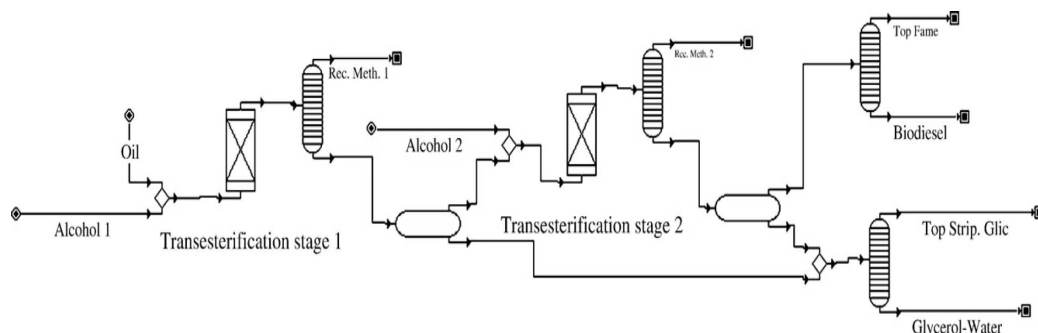 Top Fame
Rec. Meth. 1
Rec. Meth. 2
Oil
Alcohol 2
Biodiesel
Alcohol 1
Transesterification stage 1
Transesterification stage 2
Top Strip. Glic
Glycerol-Water